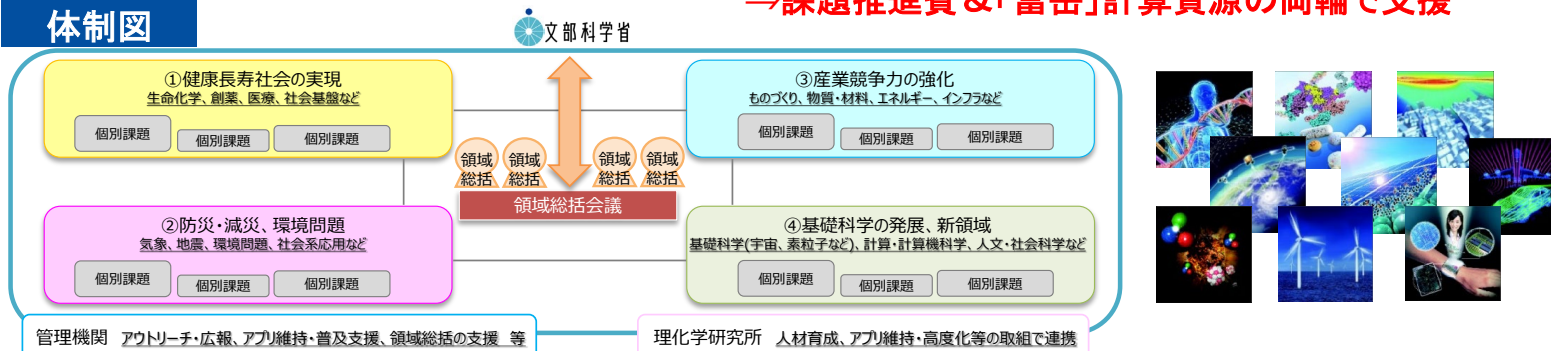 ⇒課題推進費&「富岳」計算資源の両輪で支援
体制図
文部科学省
①健康長寿社会の実現
生命化学、創薬、医療、社会基盤など
個別課題
個別課題
個別課題
③産業競争力の強化
ものづくり、物質・材料、エネルギー、インフラなど
個別課題
個別課題
個別課題
領域
総括
領域
総括
領域
総括
領域
総括
領域総括会議
②防災・減災、環境問題
気象、地震、環境問題、社会系応用など
個別課題
個別課題
個別課題
④基礎科学の発展、新領域
基礎科学(宇宙、素粒子など)、計算・計算機科学、人文・社会科学など
個別課題
個別課題
個別課題
管理機関 アウトリーチ・広報、アプリ維持・普及支援、領域総括の支援 等
理化学研究所 人材育成、アプリ維持・高度化等の取組で連携